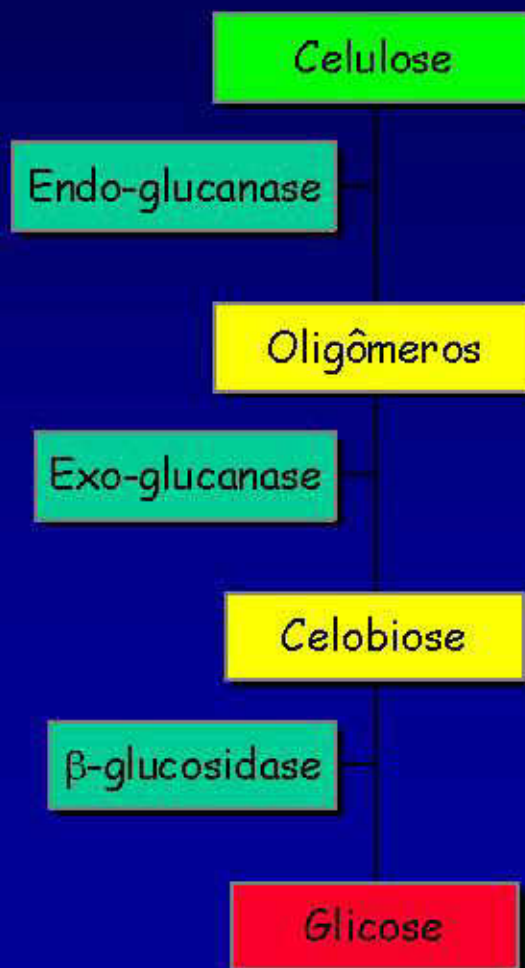 Celulose
Endo-glucanase
Oligômeros
Exo-glucanase
Celobiose
β-glucosidase
Glicose